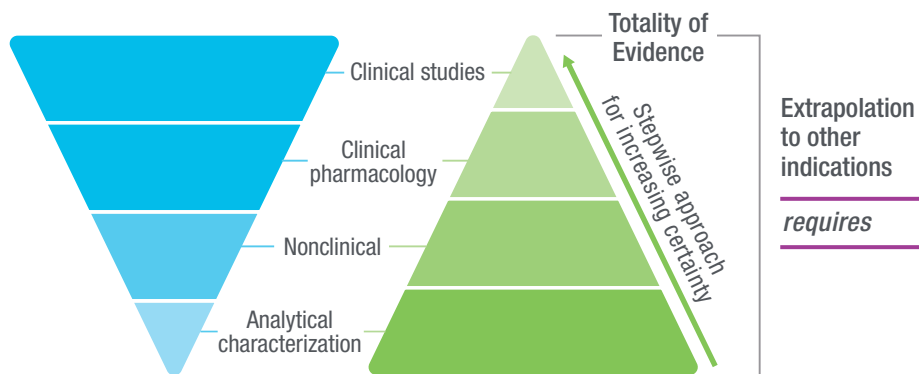 Clinical studies
Clinical
pharmacology
Nonclinical
Analytical
characterization
Totality of
Evidence
Stepwise approach
for increasing certainty
Extrapolation
to other
indications
requires